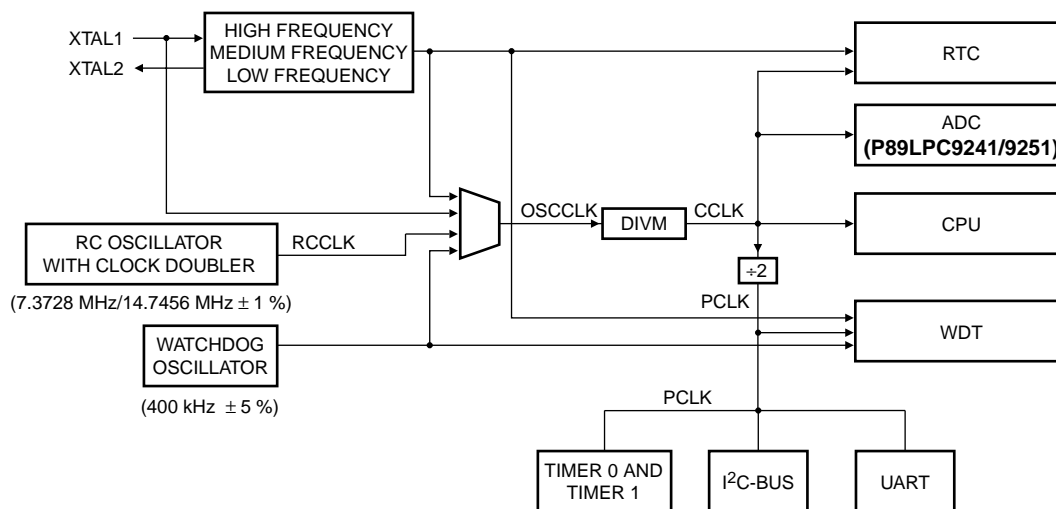 XTAL1
XTAL2
HIGH FREQUENCY
MEDIUM FREQUENCY
LOW FREQUENCY
RTC
ADC
(P89LPC9241/9251)
OSCCLK
DIVM
CCLK
CPU
RC OSCILLATOR
WITH CLOCK DOUBLER
RCCLK
(7.3728 MHz/14.7456 MHz ± 1 %)
÷2
PCLK
WDT
WATCHDOG
OSCILLATOR
(400 kHz ± 5 %)
PCLK
TIMER 0 AND
TIMER 1
I²C-BUS
UART